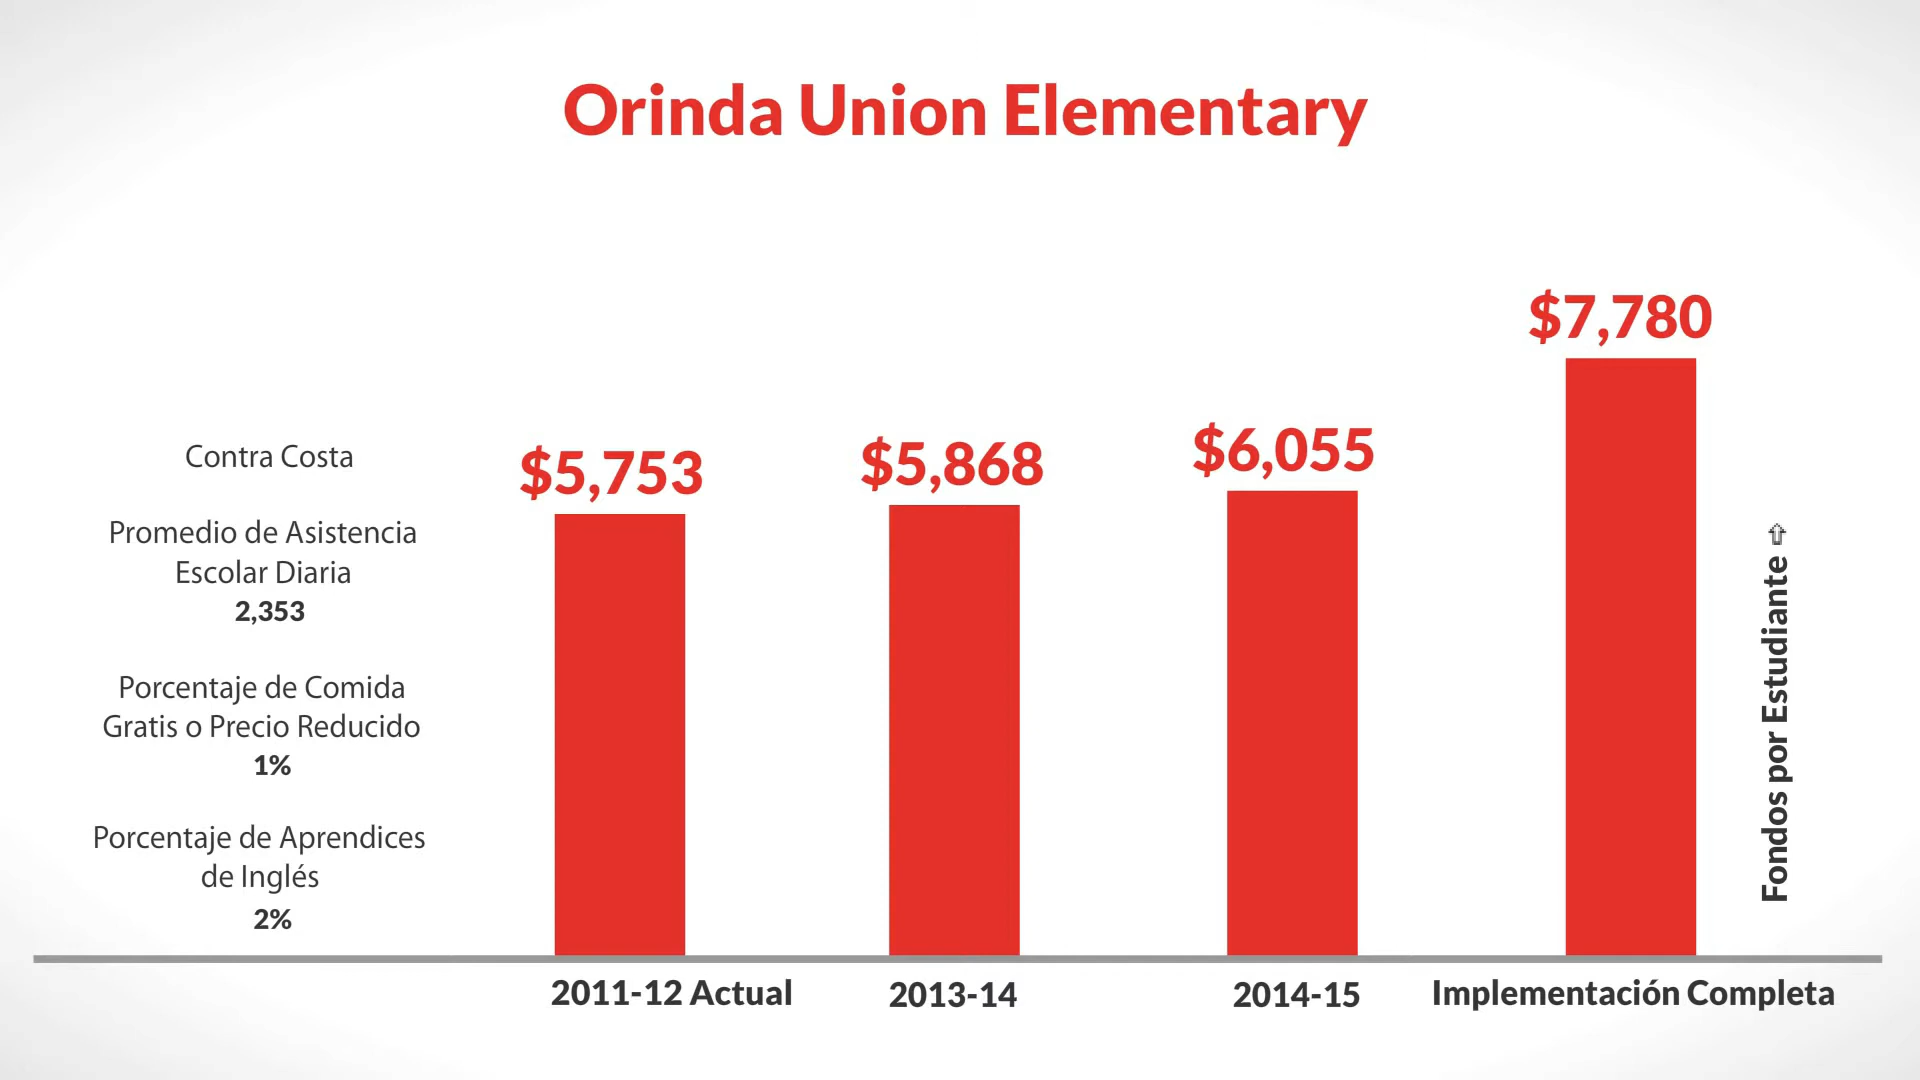 Orinda Union Elementary
Contra Costa
Promedio de Asistencia
Escolar Diaria
2,353
Porcentaje de Comida
Gratis o Precio Reducido
1%
Porcentaje de Aprendices
de Inglés
2%
$5,753
$5,868
$6,055
$7,780
Fondos por Estudiante ⇧
2011-12 Actual
2013-14
2014-15
Implementación Completa